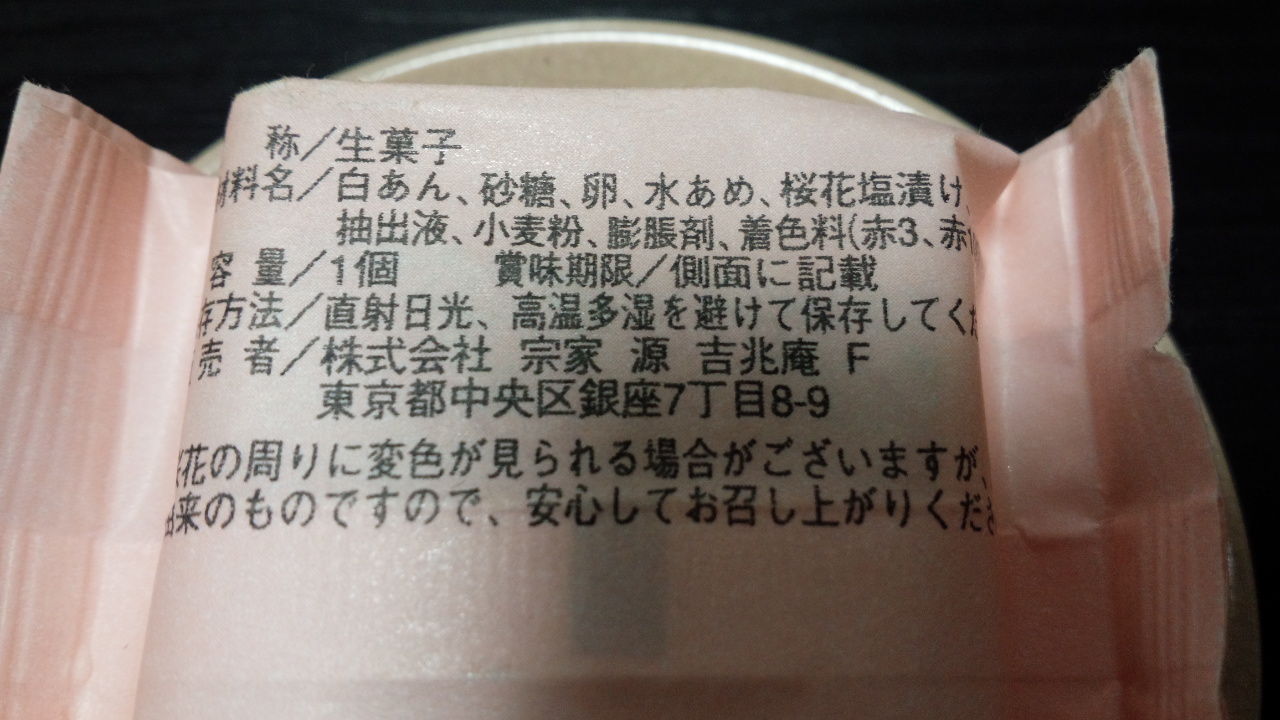 称／生菓子
材料名／白あん、砂糖、卵、水あめ、桜花塩漬け、
抽出液、小麦粉、膨脹剤、着色料(赤3、赤
容 量／1個 賞味期限／側面に記載
存方法／直射日光、高温多湿を避けて保存してくだ
売 者／株式会社 宗家 源 吉兆庵 F
東京都中央区銀座7丁目8-9
花の周りに変色が見られる場合がございますが、
由来のものですので、安心してお召し上がりくださ